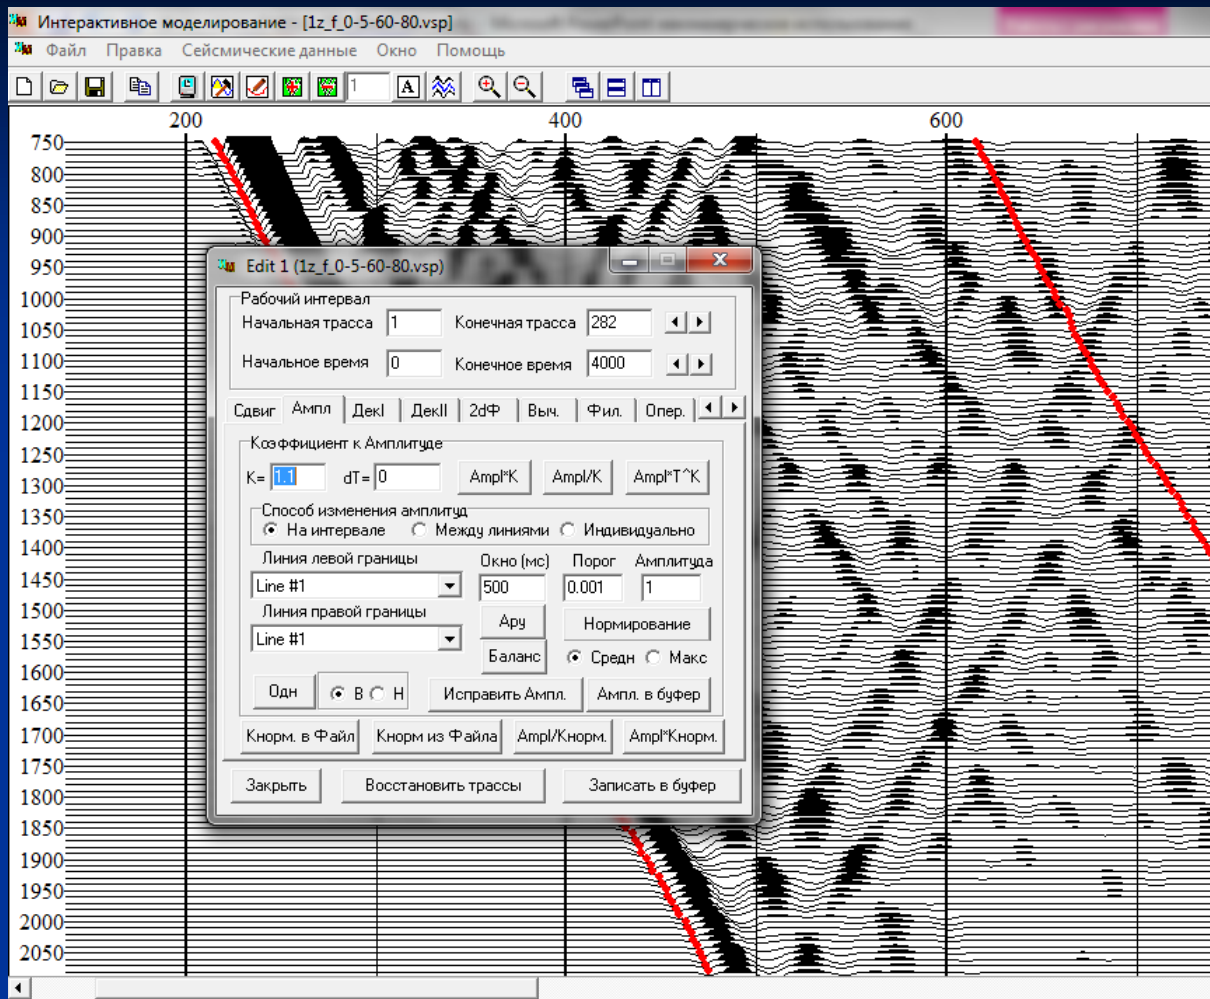 Интерактивное моделирование - [1z_f_0-5-60-80.vsp]
Файл Правка Сейсмические данные Окно Помощь
1 A
200 400 600
750
800
850
900
950
1000
1050
1100
1150
1200
1250
1300
1350
1400
1450
1500
1550
1600
1650
1700
1750
1800
1850
1900
1950
2000
2050
Edit 1 (1z_f_0-5-60-80.vsp)
Рабочий интервал
Начальная трасса 1 Конечная трасса 282
Начальное время 0 Конечное время 4000
Сдвиг Ампл ДекI ДекII 2dФ Выч. Фил. Опер.
Коэффициент к Амплитуде
K= 1.1 dT= 0 Ampl*K Ampl/K Ampl*T^K
Способ изменения амплитуд
На интервале Между линиями Индивидуально
Линия левой границы Окно (мс) Порог Амплитуда
Line #1 500 0.001 1
Линия правой границы Ару Нормирование
Line #1 Баланс Средн Макс
Одн В Н Исправить Ампл. Ампл. в буфер
Кнорм. в Файл Кнорм из Файла Ampl/Кнорм. Ampl*Кнорм.
Закрыть Восстановить трассы Записать в буфер